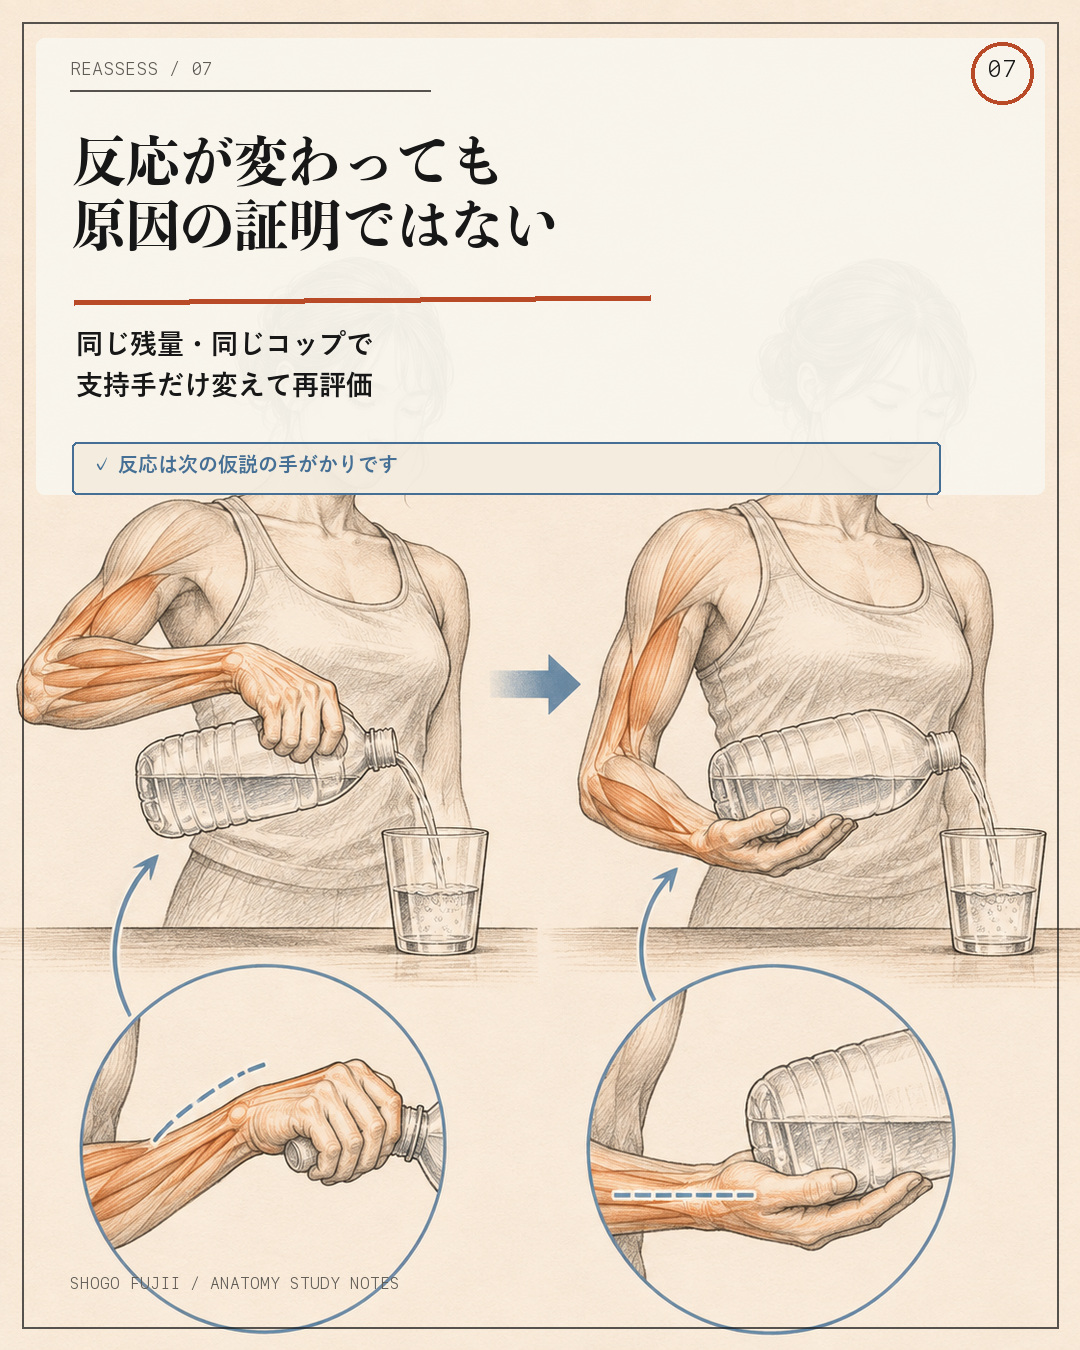 REASSESS / 07
07
反応が変わっても
原因の証明ではない
同じ残量・同じコップで
支持手だけ変えて再評価
✓ 反応は次の仮説の手がかりです
SHOGO FUJII / ANATOMY STUDY NOTES